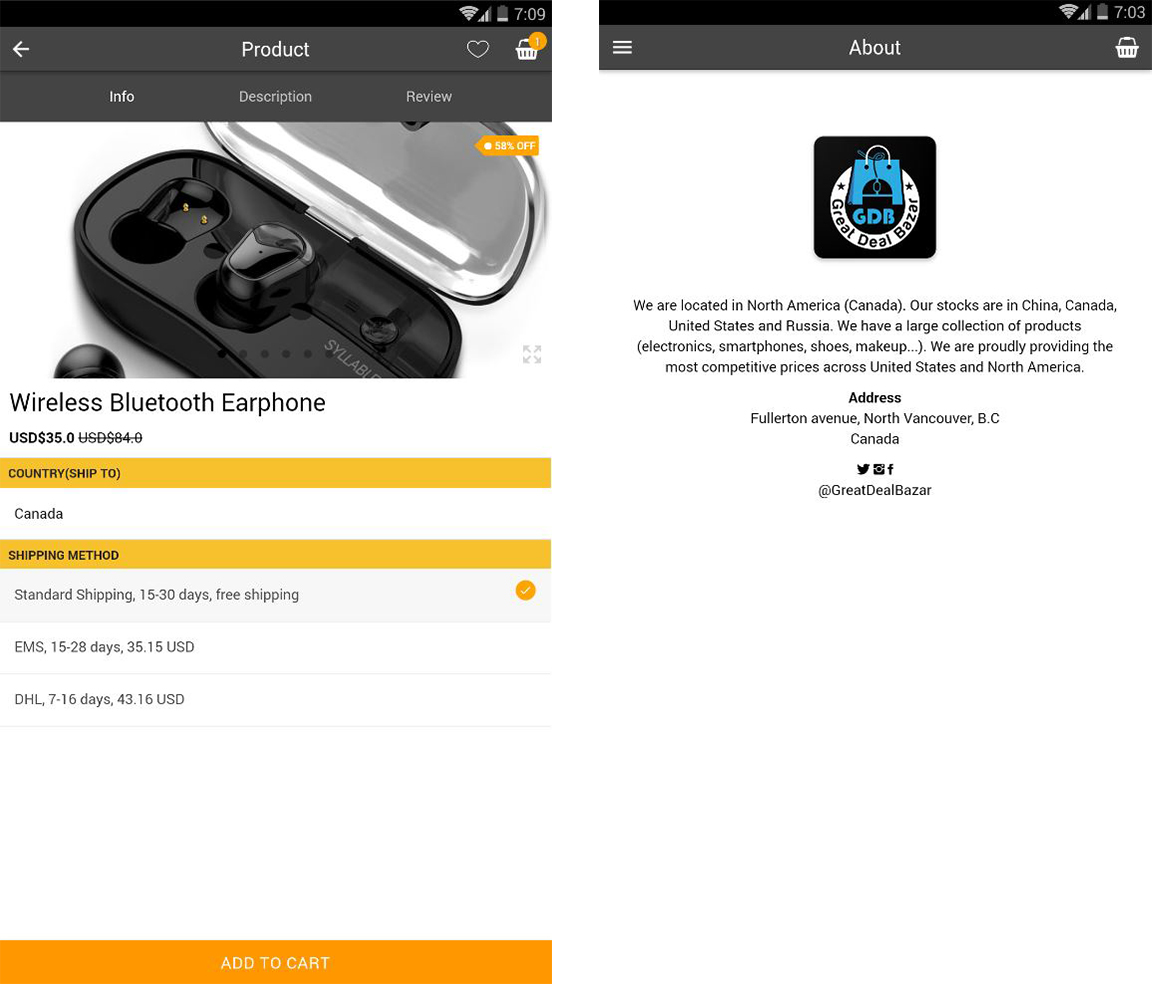 7:09
Product
1
Info Description Review
58% OFF
SYLLABLE
Wireless Bluetooth Earphone
USD$35.0 USD$84.0
COUNTRY(SHIP TO)
Canada
SHIPPING METHOD
Standard Shipping, 15-30 days, free shipping
EMS, 15-28 days, 35.15 USD
DHL, 7-16 days, 43.16 USD
ADD TO CART
7:03
About
GDB
Great Deal Bazar
We are located in North America (Canada). Our stocks are in China, Canada,
United States and Russia. We have a large collection of products
(electronics, smartphones, shoes, makeup...). We are proudly providing the
most competitive prices across United States and North America.
Address
Fullerton avenue, North Vancouver, B.C
Canada
@GreatDealBazar